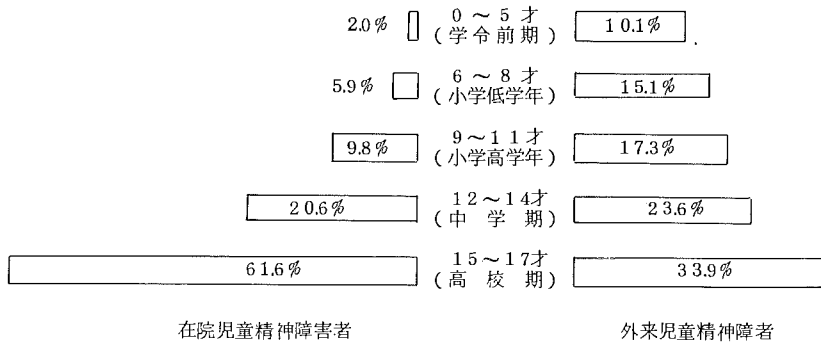 2.0% 0～5才 10.1%
(学令前期)
5.9% 6～8才 15.1%
(小学低学年)
9.8% 9～11才 17.3%
(小学高学年)
20.6% 12～14才 23.6%
(中学期)
61.6% 15～17才 33.9%
(高校期)
在院児童精神障害者 外来児童精神障者